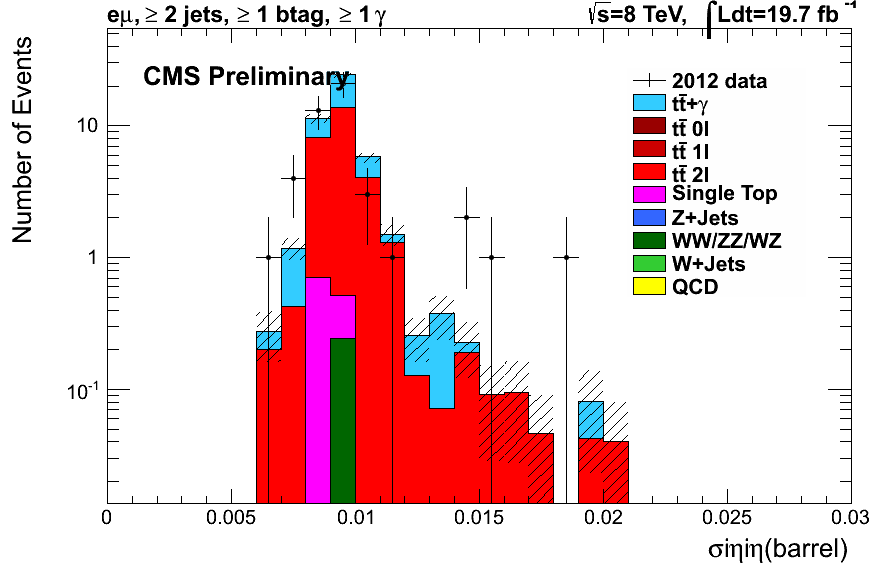 eμ, ≥ 2 jets, ≥ 1 btag, ≥ 1 γ
√s=8 TeV, ∫Ldt=19.7 fb⁻¹
CMS Preliminary
2012 data
tt̄+γ
tt̄ 0l
tt̄ 1l
tt̄ 2l
Single Top
Z+Jets
WW/ZZ/WZ
W+Jets
QCD
Number of Events
10
1
10⁻¹
0 0.005 0.01 0.015 0.02 0.025 0.03
σiηiη(barrel)